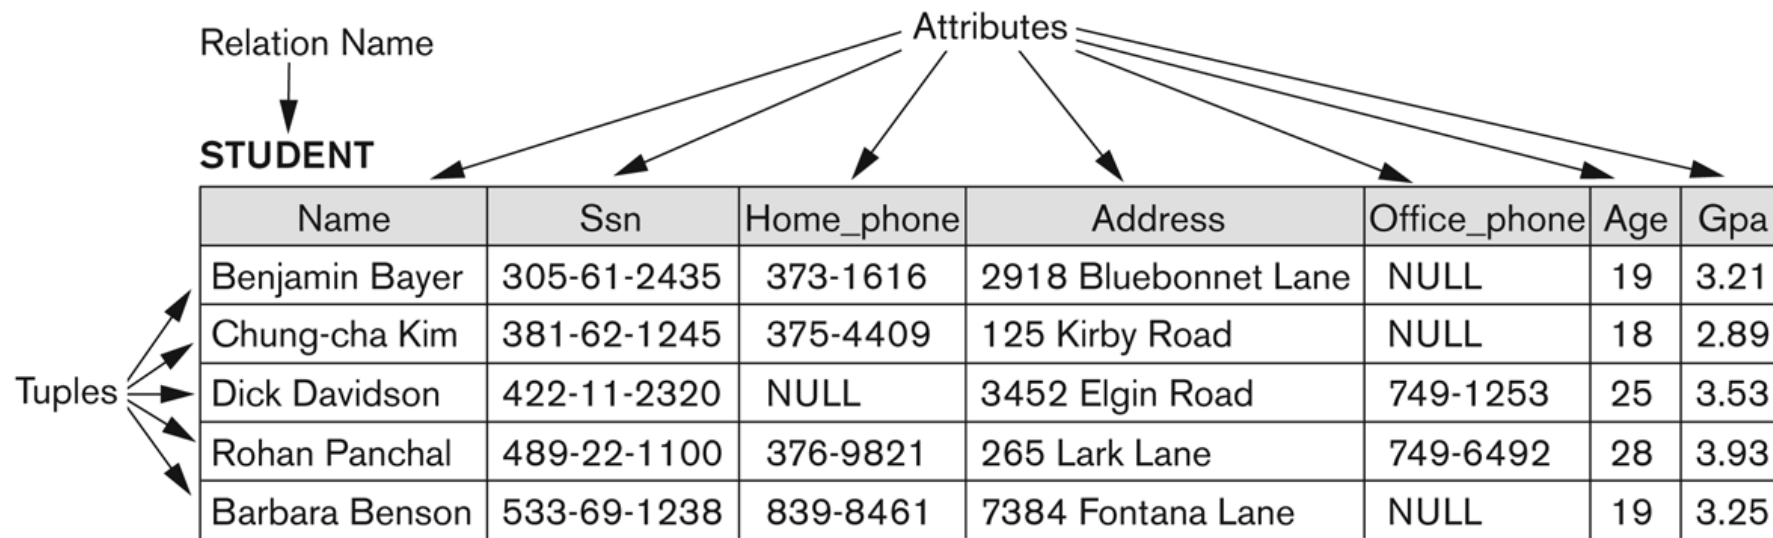 Attributes
Relation Name
STUDENT
Name Ssn Home_phone Address Office_phone Age Gpa
Benjamin Bayer 305-61-2435 373-1616 2918 Bluebonnet Lane NULL 19 3.21
Chung-cha Kim 381-62-1245 375-4409 125 Kirby Road NULL 18 2.89
Tuples Dick Davidson 422-11-2320 NULL 3452 Elgin Road 749-1253 25 3.53
Rohan Panchal 489-22-1100 376-9821 265 Lark Lane 749-6492 28 3.93
Barbara Benson 533-69-1238 839-8461 7384 Fontana Lane NULL 19 3.25